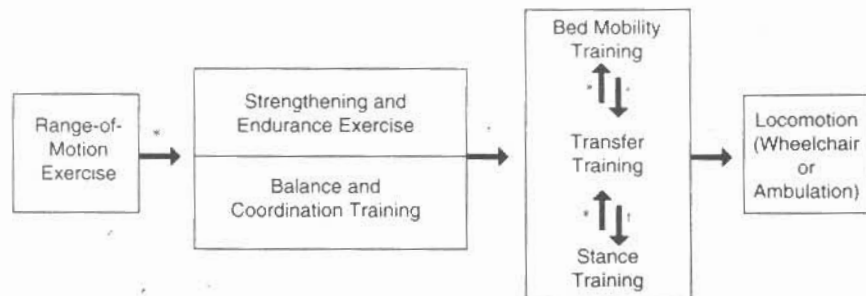 Range-of-
Motion
Exercise
Strengthening and
Endurance Exercise
Balance and
Coordination Training
Bed Mobility
Training
Transfer
Training
Stance
Training
Locomotion
(Wheelchair
or
Ambulation)